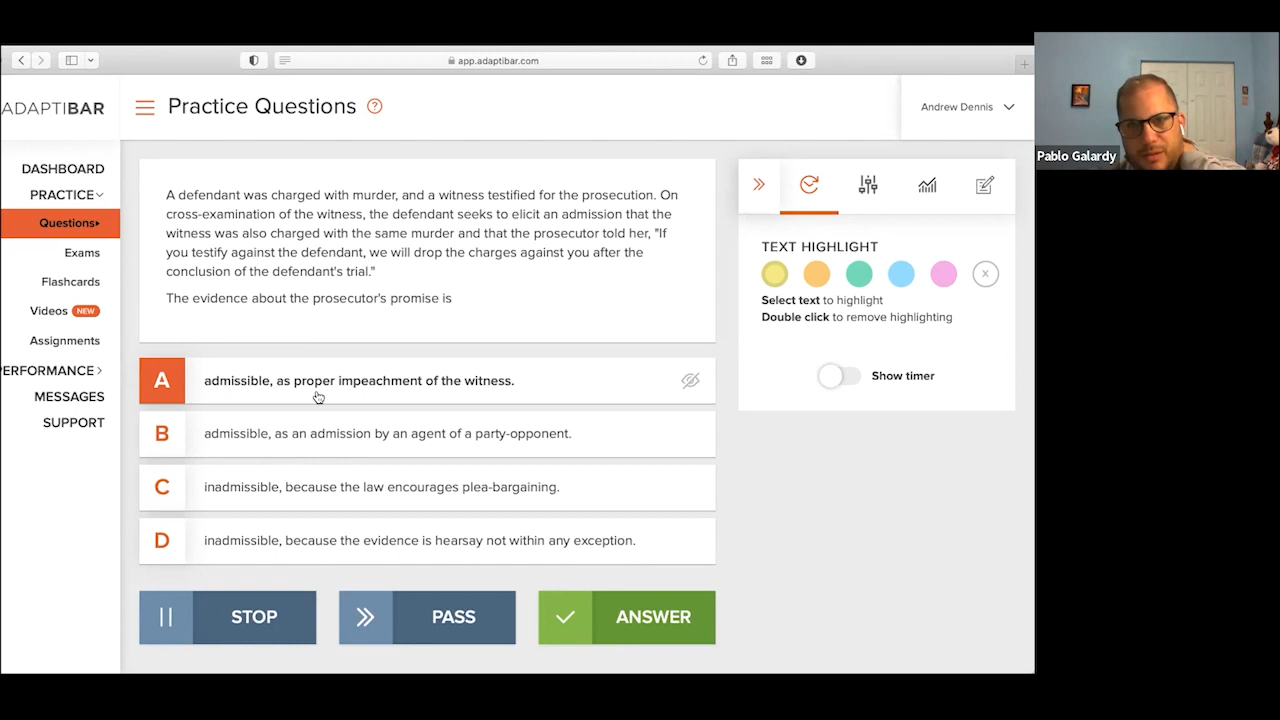 app.adaptibar.com
ADAPTIBAR
Practice Questions ?
Andrew Dennis
DASHBOARD
PRACTICE
Questions
Exams
Flashcards
Videos NEW
Assignments
PERFORMANCE
MESSAGES
SUPPORT
A defendant was charged with murder, and a witness testified for the prosecution. On
cross-examination of the witness, the defendant seeks to elicit an admission that the
witness was also charged with the same murder and that the prosecutor told her, "If
you testify against the defendant, we will drop the charges against you after the
conclusion of the defendant's trial."
The evidence about the prosecutor's promise is
A admissible, as proper impeachment of the witness.
B admissible, as an admission by an agent of a party-opponent.
C inadmissible, because the law encourages plea-bargaining.
D inadmissible, because the evidence is hearsay not within any exception.
STOP
PASS
ANSWER
TEXT HIGHLIGHT
x
Select text to highlight
Double click to remove highlighting
Show timer
Pablo Galardy